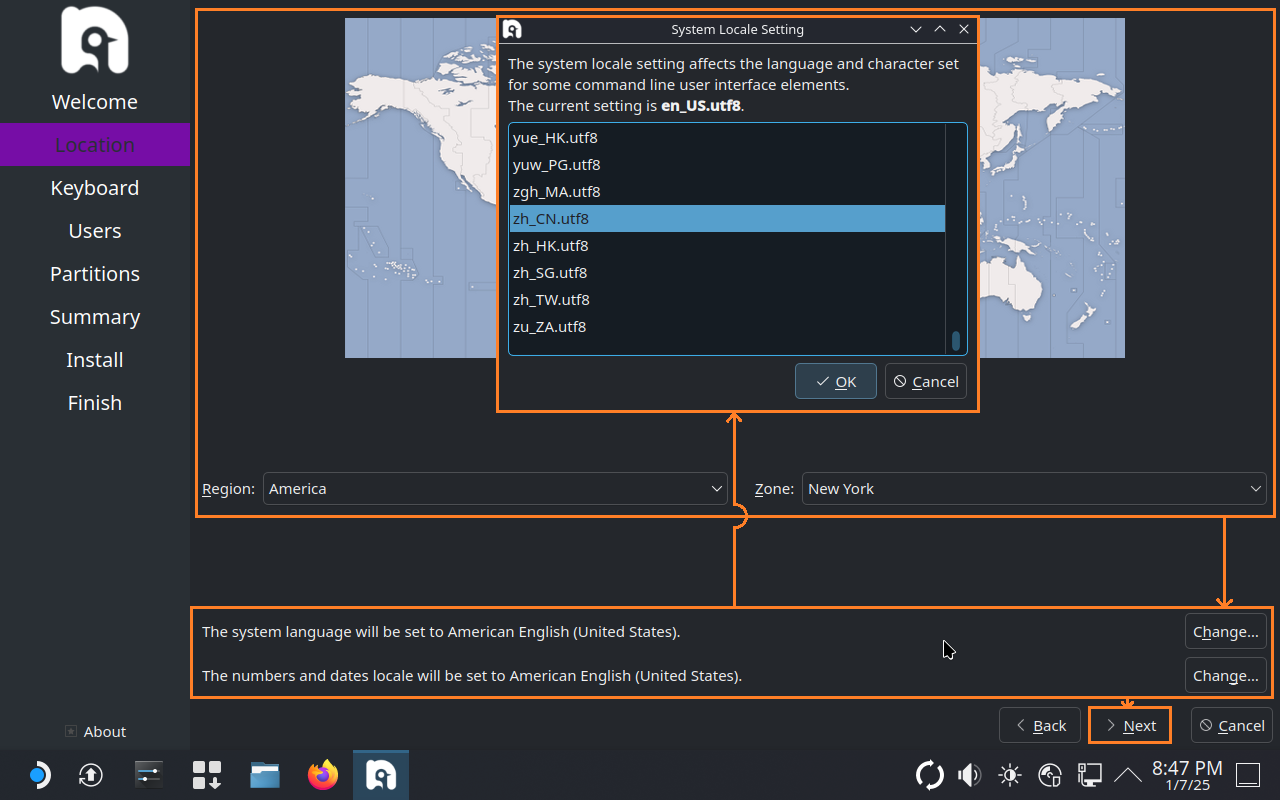 Welcome
Location
Keyboard
Users
Partitions
Summary
Install
Finish
About
System Locale Setting
The system locale setting affects the language and character set
for some command line user interface elements.
The current setting is en_US.utf8.
yue_HK.utf8
yuw_PG.utf8
zgh_MA.utf8
zh_CN.utf8
zh_HK.utf8
zh_SG.utf8
zh_TW.utf8
zu_ZA.utf8
OK
Cancel
Region: America
Zone: New York
The system language will be set to American English (United States).
Change...
The numbers and dates locale will be set to American English (United States).
Change...
Back
Next
Cancel
8:47 PM
1/7/25